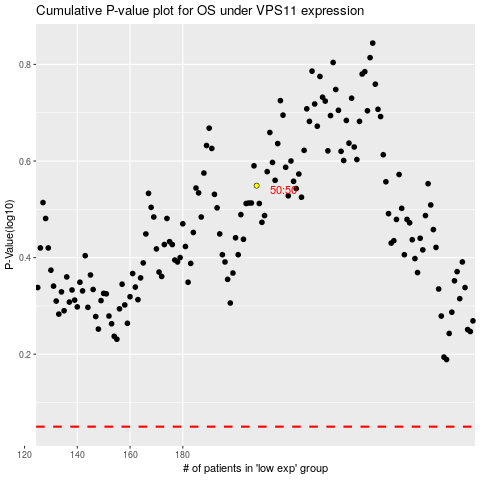 Cumulative P-value plot for OS under VPS11 expression
P-Value(log10)
0.8
0.6
0.4
0.2
50:50
120 140 160 180
# of patients in 'low exp' group